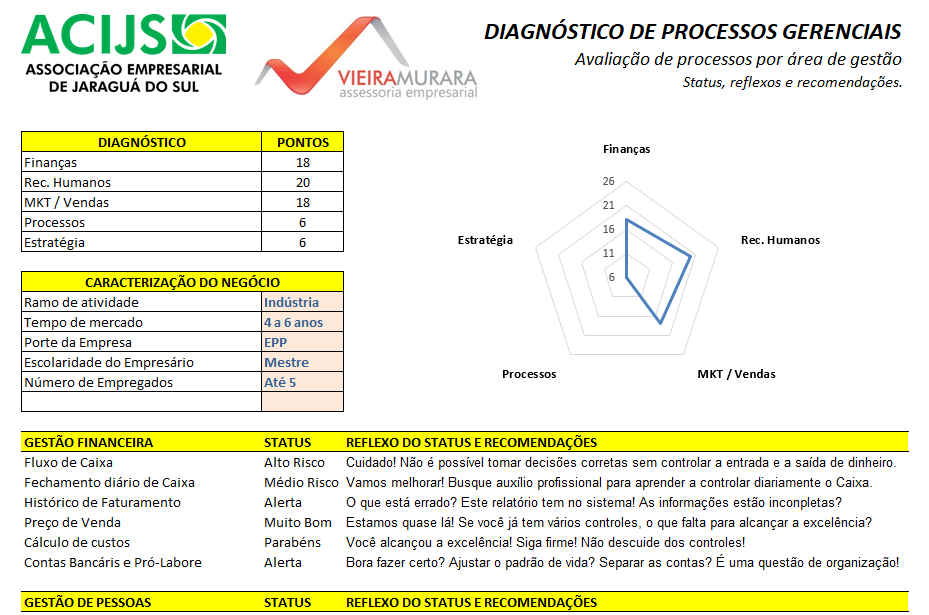 ACIJS
ASSOCIAÇÃO EMPRESARIAL
DE JARAGUÁ DO SUL
VIEIRAMURARA
assessoria empresarial
DIAGNÓSTICO DE PROCESSOS GERENCIAIS
Avaliação de processos por área de gestão
Status, reflexos e recomendações.
DIAGNÓSTICO PONTOS
Finanças 18
Rec. Humanos 20
MKT / Vendas 18
Processos 6
Estratégia 6
CARACTERIZAÇÃO DO NEGÓCIO
Ramo de atividade Indústria
Tempo de mercado 4 a 6 anos
Porte da Empresa EPP
Escolaridade do Empresário Mestre
Número de Empregados Até 5
Finanças
26
21
16
11
6
Estratégia
Rec. Humanos
Processos
MKT / Vendas
GESTÃO FINANCEIRA STATUS REFLEXO DO STATUS E RECOMENDAÇÕES
Fluxo de Caixa Alto Risco Cuidado! Não é possível tomar decisões corretas sem controlar a entrada e a saída de dinheiro.
Fechamento diário de Caixa Médio Risco Vamos melhorar! Busque auxílio profissional para aprender a controlar diariamente o Caixa.
Histórico de Faturamento Alerta O que está errado? Este relatório tem no sistema! As informações estão inconpletas?
Preço de Venda Muito Bom Estamos quase lá! Se você já tem vários controles, o que falta para alcançar a excelência?
Cálculo de custos Parabéns Você alcançou a excelência! Siga firme! Não descuide dos controles!
Contas Bancáris e Pró-Labore Alerta Bora fazer certo? Ajustar o padrão de vida? Separar as contas? É uma questão de organização!
GESTÃO DE PESSOAS STATUS REFLEXO DO STATUS E RECOMENDAÇÕES